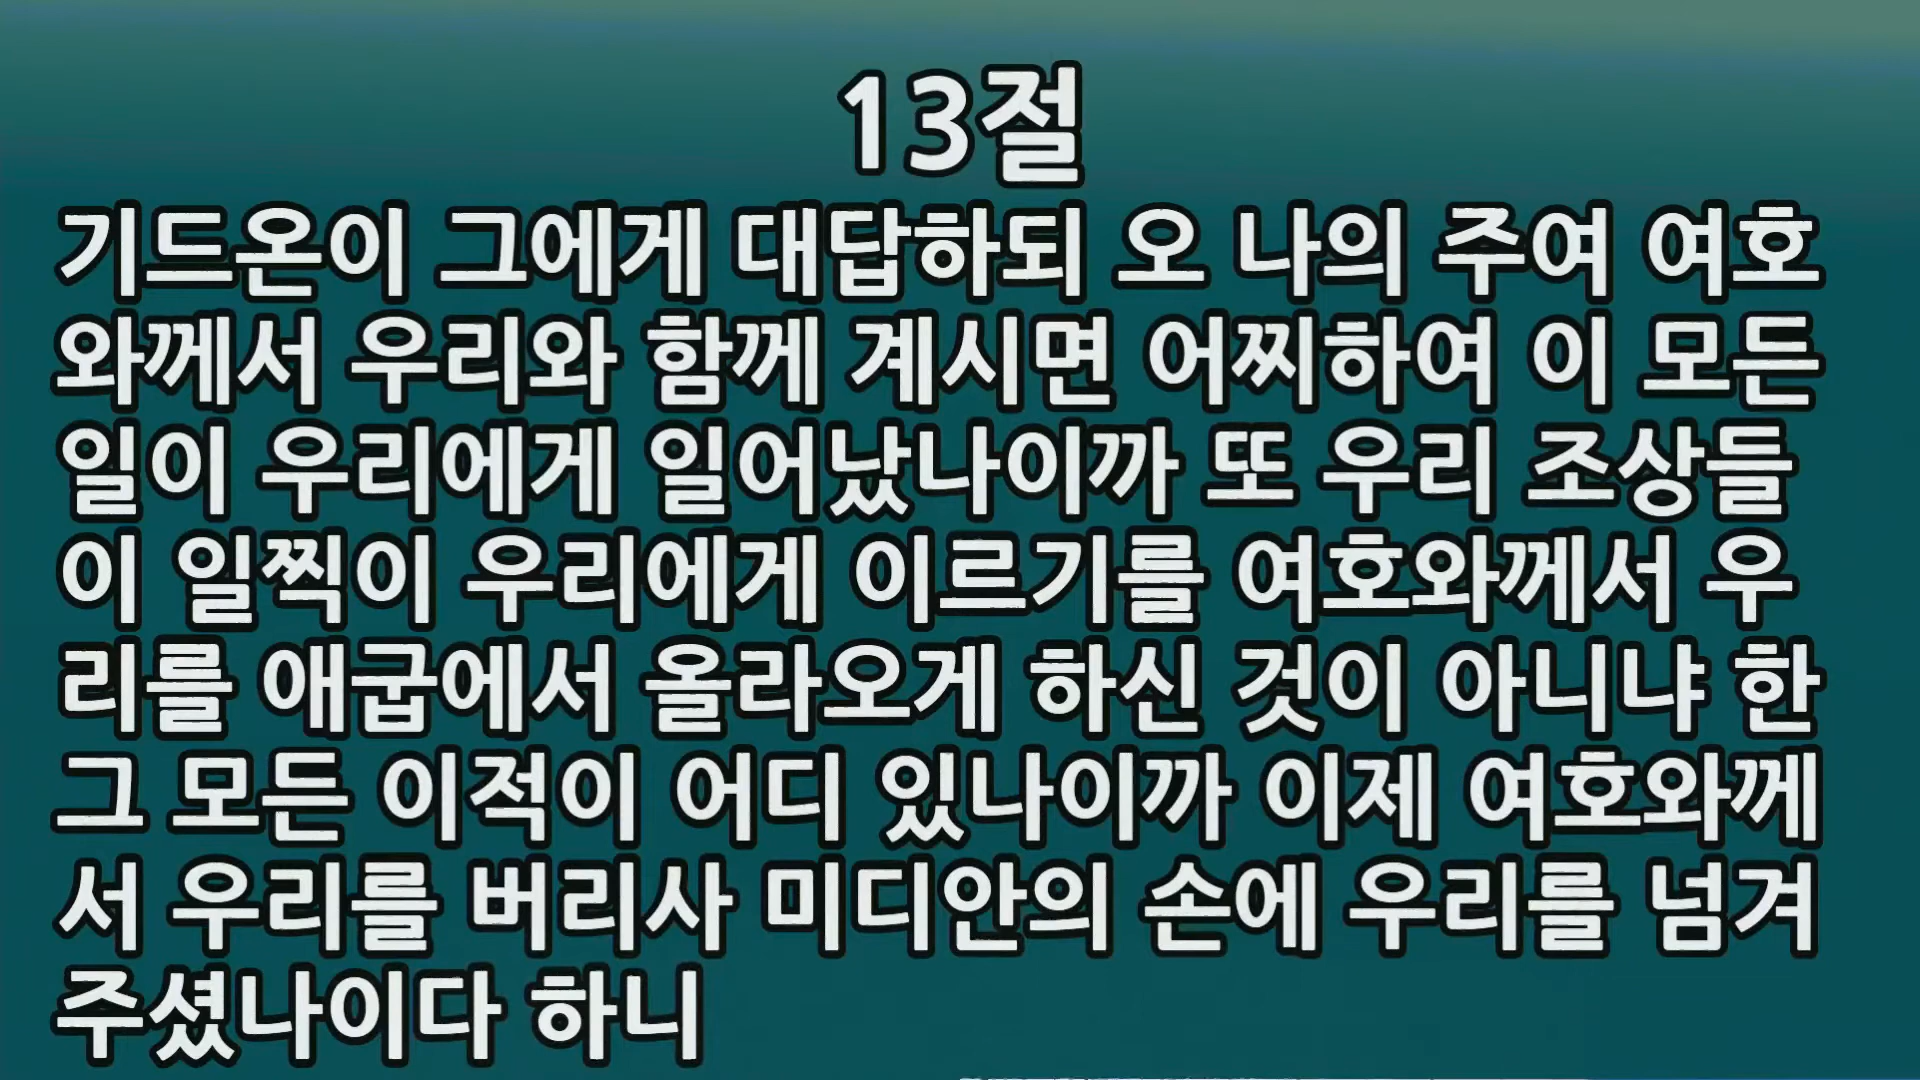 13절
기드온이 그에게 대답하되 오 나의 주여 여호
와께서 우리와 함께 계시면 어찌하여 이 모든
일이 우리에게 일어났나이까 또 우리 조상들
이 일찍이 우리에게 이르기를 여호와께서 우
리를 애굽에서 올라오게 하신 것이 아니냐 한
그 모든 이적이 어디 있나이까 이제 여호와께
서 우리를 버리사 미디안의 손에 우리를 넘겨
주셨나이다 하니